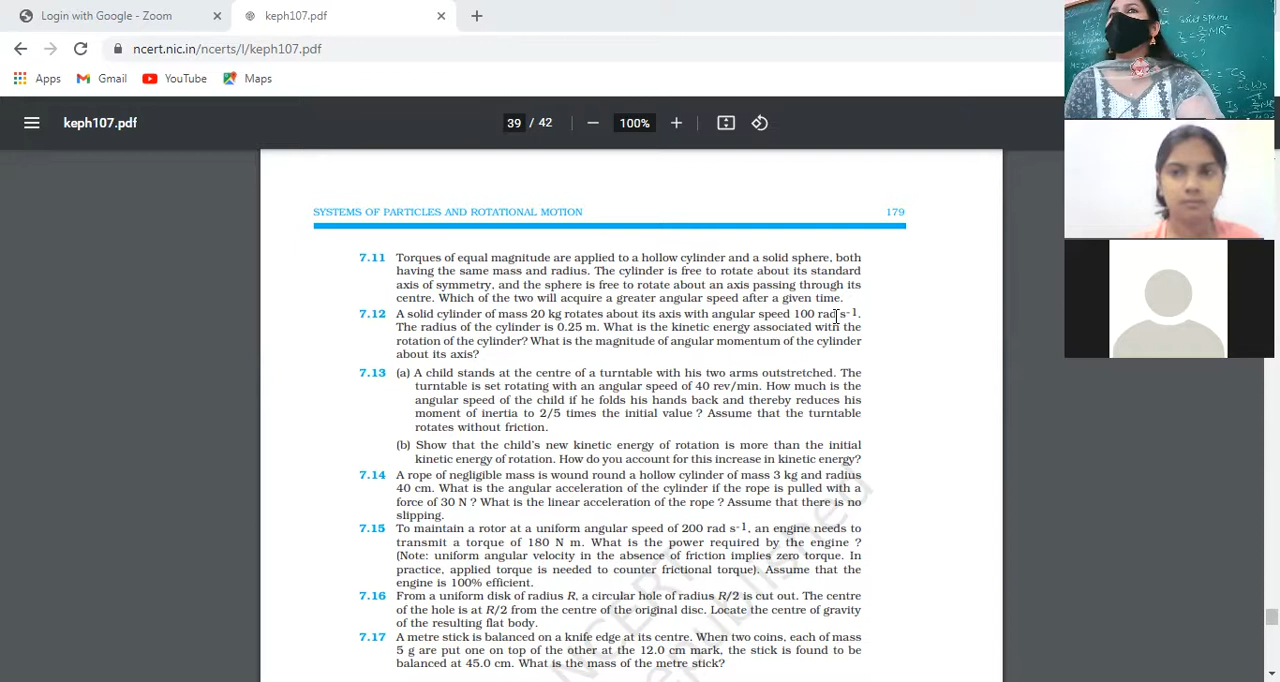 Login with Google - Zoom
keph107.pdf
ncert.nic.in/ncerts/l/keph107.pdf
Apps Gmail YouTube Maps
keph107.pdf
39 / 42
100%
SYSTEMS OF PARTICLES AND ROTATIONAL MOTION 179
7.11 Torques of equal magnitude are applied to a hollow cylinder and a solid sphere, both
having the same mass and radius. The cylinder is free to rotate about its standard
axis of symmetry, and the sphere is free to rotate about an axis passing through its
centre. Which of the two will acquire a greater angular speed after a given time.
7.12 A solid cylinder of mass 20 kg rotates about its axis with angular speed 100 rad s-1.
The radius of the cylinder is 0.25 m. What is the kinetic energy associated with the
rotation of the cylinder? What is the magnitude of angular momentum of the cylinder
about its axis?
7.13 (a) A child stands at the centre of a turntable with his two arms outstretched. The
turntable is set rotating with an angular speed of 40 rev/min. How much is the
angular speed of the child if he folds his hands back and thereby reduces his
moment of inertia to 2/5 times the initial value ? Assume that the turntable
rotates without friction.
(b) Show that the child's new kinetic energy of rotation is more than the initial
kinetic energy of rotation. How do you account for this increase in kinetic energy?
7.14 A rope of negligible mass is wound round a hollow cylinder of mass 3 kg and radius
40 cm. What is the angular acceleration of the cylinder if the rope is pulled with a
force of 30 N ? What is the linear acceleration of the rope ? Assume that there is no
slipping.
7.15 To maintain a rotor at a uniform angular speed of 200 rad s-1, an engine needs to
transmit a torque of 180 N m. What is the power required by the engine ?
(Note: uniform angular velocity in the absence of friction implies zero torque. In
practice, applied torque is needed to counter frictional torque). Assume that the
engine is 100% efficient.
7.16 From a uniform disk of radius R, a circular hole of radius R/2 is cut out. The centre
of the hole is at R/2 from the centre of the original disc. Locate the centre of gravity
of the resulting flat body.
7.17 A metre stick is balanced on a knife edge at its centre. When two coins, each of mass
5 g are put one on top of the other at the 12.0 cm mark, the stick is found to be
balanced at 45.0 cm. What is the mass of the metre stick?
NCERT
republished
Solid sphere